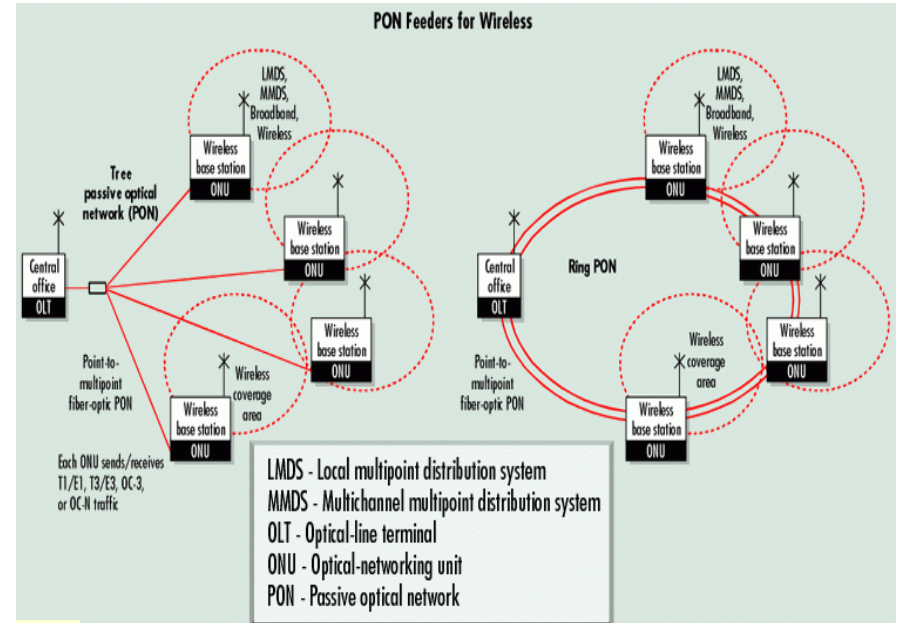 PON Feeders for Wireless
LMDS,
MMDS,
Broadband,
Wireless
Wireless
base station
ONU
Tree
passive optical
network (PON)
Wireless
base station
ONU
Central
office
OLT
Wireless
base station
ONU
Point-to-
multipoint
fiber-optic PON
Wireless
coverage
area
Wireless
base station
ONU
Each ONU sends/receives
T1/E1, T3/E3, OC-3,
or OC-N traffic
LMDS,
MMDS,
Broadband,
Wireless
Wireless
base station
ONU
Wireless
base station
ONU
Central
office
OLT
Ring PON
Wireless
base station
ONU
Point-to-
multipoint
fiber-optic PON
Wireless
coverage
area
Wireless
base station
ONU
LMDS - Local multipoint distribution system
MMDS - Multichannel multipoint distribution system
OLT - Optical-line terminal
ONU - Optical-networking unit
PON - Passive optical network